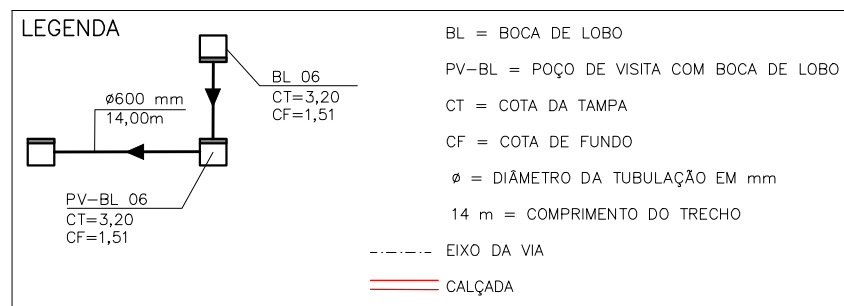 LEGENDA
BL 06
CT=3,20
CF=1,51
ø600 mm
14,00m
PV-BL 06
CT=3,20
CF=1,51
BL = BOCA DE LOBO
PV-BL = POÇO DE VISITA COM BOCA DE LOBO
CT = COTA DA TAMPA
CF = COTA DE FUNDO
ø = DIÂMETRO DA TUBULAÇÃO EM mm
14 m = COMPRIMENTO DO TRECHO
EIXO DA VIA
CALÇADA